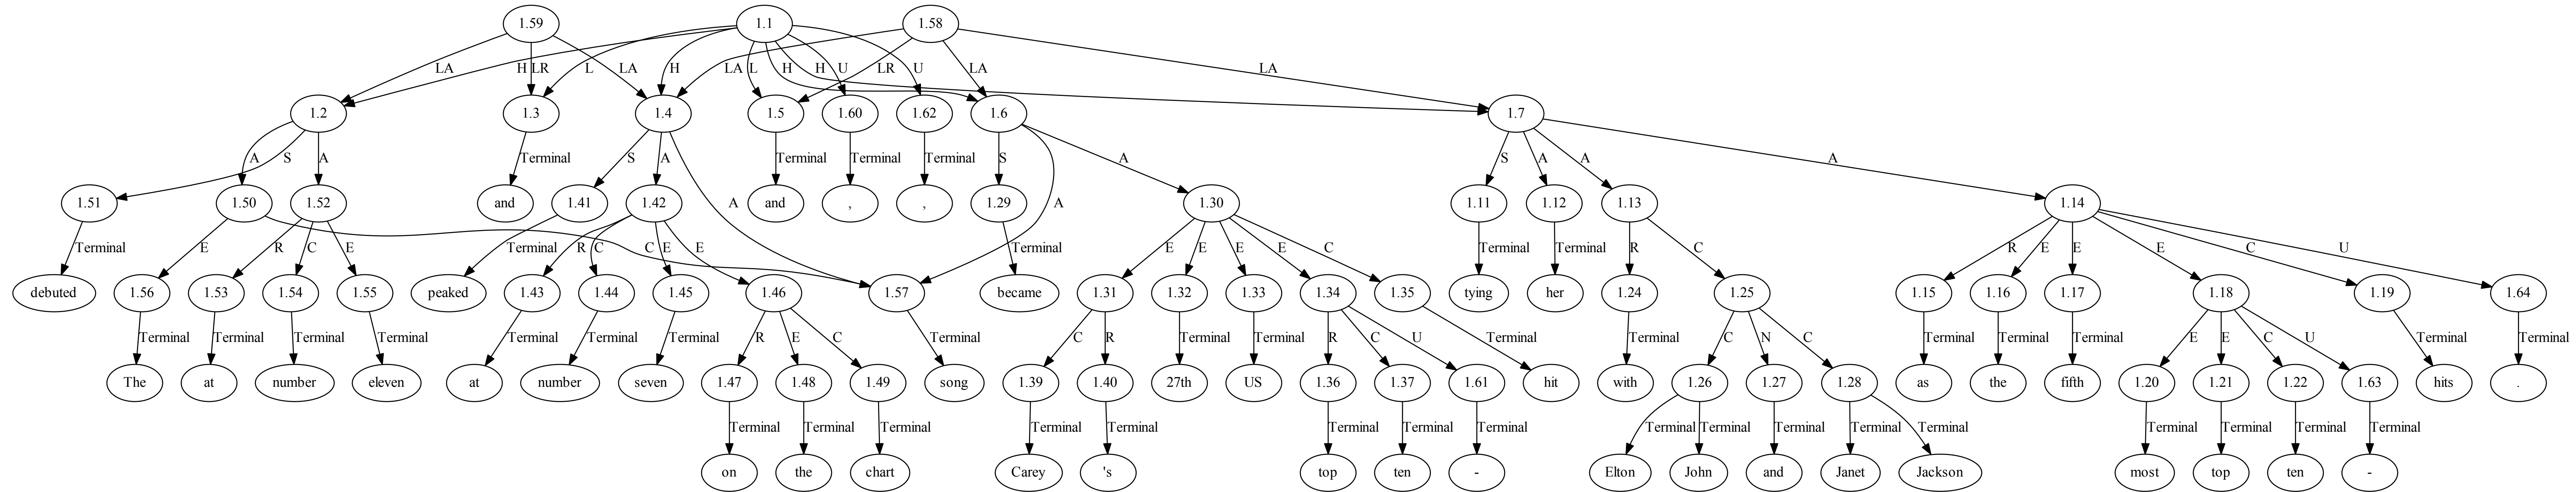 1.59 1.1 1.58
LA H LR L LA H LA L H H U U LR LA LA
1.2 1.3 1.4 1.5 1.60 1.62 1.6 1.7
A S A Terminal S A A Terminal Terminal Terminal S A A S A A A
1.51 1.50 1.52 and 1.41 1.42 and , , 1.29 1.30 1.11 1.12 1.13 1.14
Terminal E R C E Terminal R C E E C Terminal E E E E C Terminal Terminal R C R E E E C U
debuted 1.56 1.53 1.54 1.55 peaked 1.43 1.44 1.45 1.46 1.57 became 1.31 1.32 1.33 1.34 1.35 tying her 1.24 1.25 1.15 1.16 1.17 1.18 1.19 1.64
Terminal Terminal Terminal Terminal Terminal Terminal Terminal R E C Terminal C R Terminal Terminal R C U Terminal Terminal C N C Terminal Terminal Terminal E E C U Terminal Terminal
The at number eleven at number seven 1.47 1.48 1.49 song 1.39 1.40 27th US 1.36 1.37 1.61 hit with 1.26 1.27 1.28 as the fifth 1.20 1.21 1.22 1.63 hits .
Terminal Terminal Terminal Terminal Terminal Terminal Terminal Terminal Terminal Terminal Terminal Terminal Terminal Terminal Terminal Terminal Terminal
on the chart Carey 's top ten - Elton John and Janet Jackson most top ten -